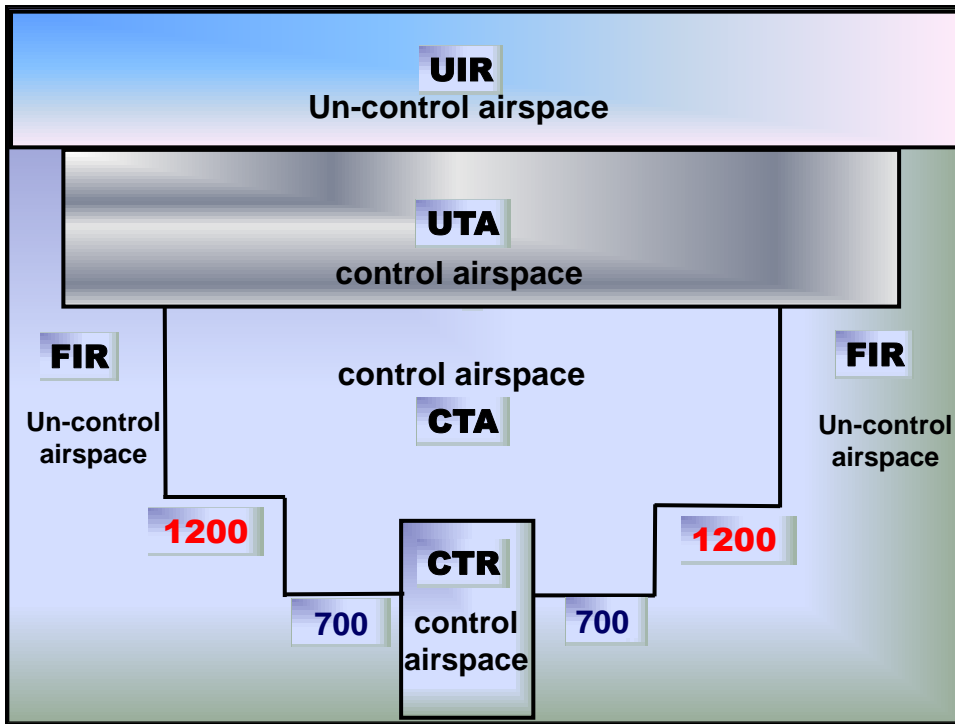 UIR
Un-control airspace
UTA
control airspace
FIR
Un-control
airspace
control airspace
CTA
FIR
Un-control
airspace
1200
1200
CTR
control
airspace
700
700